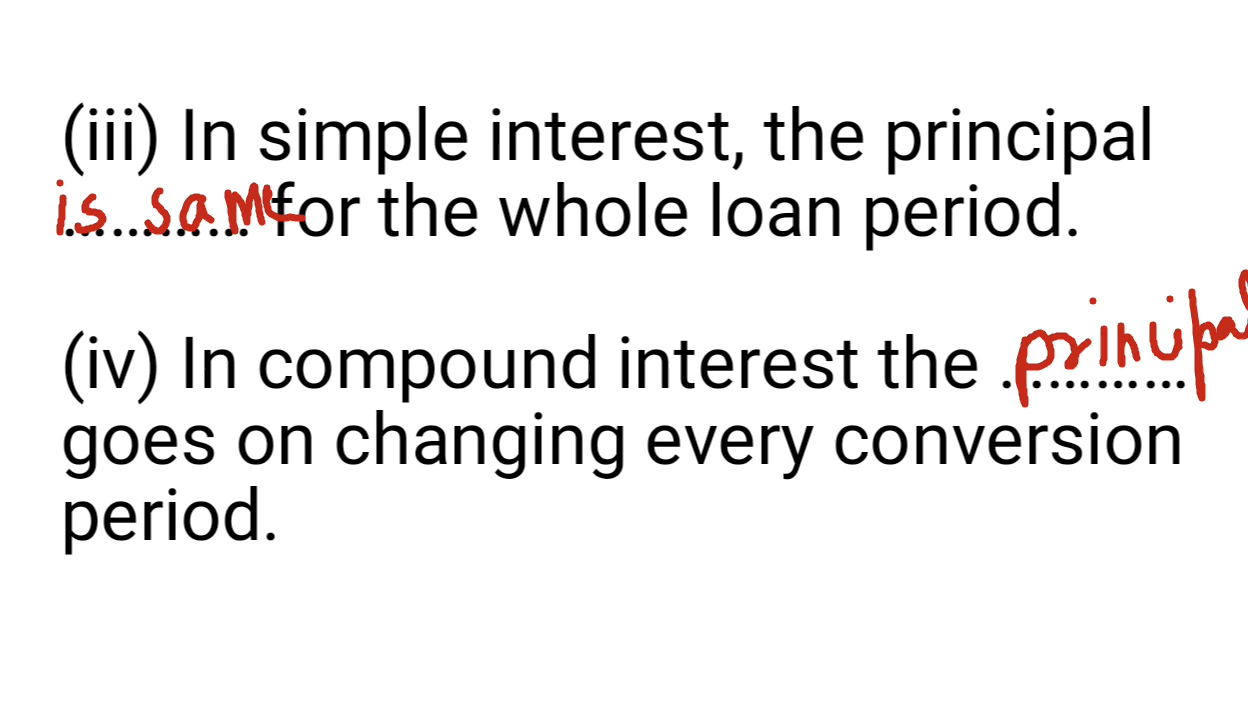 (iii) In simple interest, the principal
is same for the whole loan period.
(iv) In compound interest the principal
goes on changing every conversion
period.